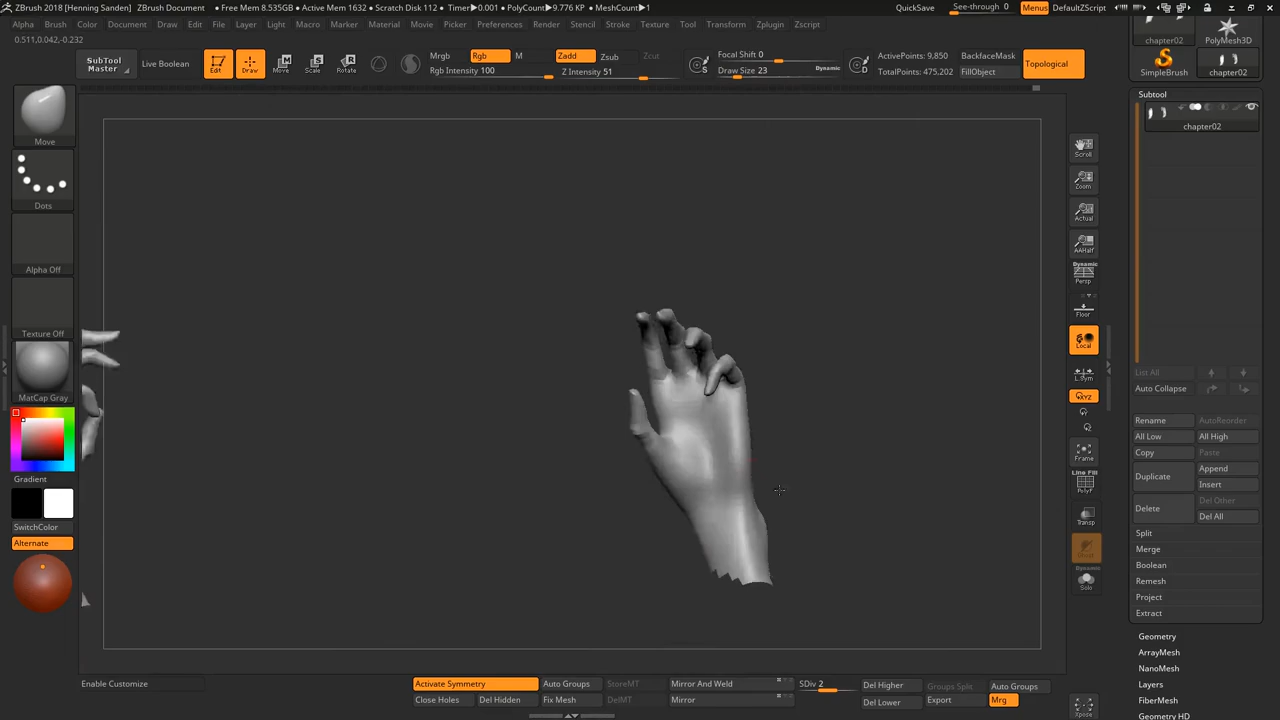 ZBrush 2018 [Henning Sanden] ZBrush Document • Free Mem 8.535GB • Active Mem 1632 • Scratch Disk 112 • Timer▶0.001 • PolyCount▶9.776 KP • MeshCount▶1 QuickSave See-through 0 Menus DefaultZScript
Alpha Brush Color Document Draw Edit File Layer Light Macro Marker Material Movie Picker Preferences Render Stencil Stroke Texture Tool Transform Zplugin Zscript
0.511,0.042,-0.232
SubTool Master
Live Boolean
Edit
Draw
Move
Scale
Rotate
Mrgb Rgb M
Rgb Intensity 100
Zadd Zsub Zcut
Z Intensity 51
Focal Shift 0
Draw Size 23 Dynamic
ActivePoints: 9,850
TotalPoints: 475,202
BackfaceMask
FillObject
Topological
chapter02
PolyMesh3D
SimpleBrush
chapter02
Move
Dots
Alpha Off
Texture Off
MatCap Gray
Gradient
SwitchColor
Alternate
Scroll
Zoom
Actual
AAHalf
Dynamic
Persp
Floor
Local
L.Sym
XYZ
Frame
Line Fill
PolyF
Transp
Dynamic
Solo
Xpose
Subtool
chapter02
List All
Auto Collapse
Rename AutoReorder
All Low All High
Copy Paste
Duplicate Append
Insert
Delete Del Other
Del All
Split
Merge
Boolean
Remesh
Project
Extract
Geometry
ArrayMesh
NanoMesh
Layers
FiberMesh
Geometry HD
Enable Customize
Activate Symmetry Auto Groups StoreMT Mirror And Weld SDiv 2 Del Higher Groups Split Auto Groups
Close Holes Del Hidden Fix Mesh DelMT Mirror Del Lower Export Mrg